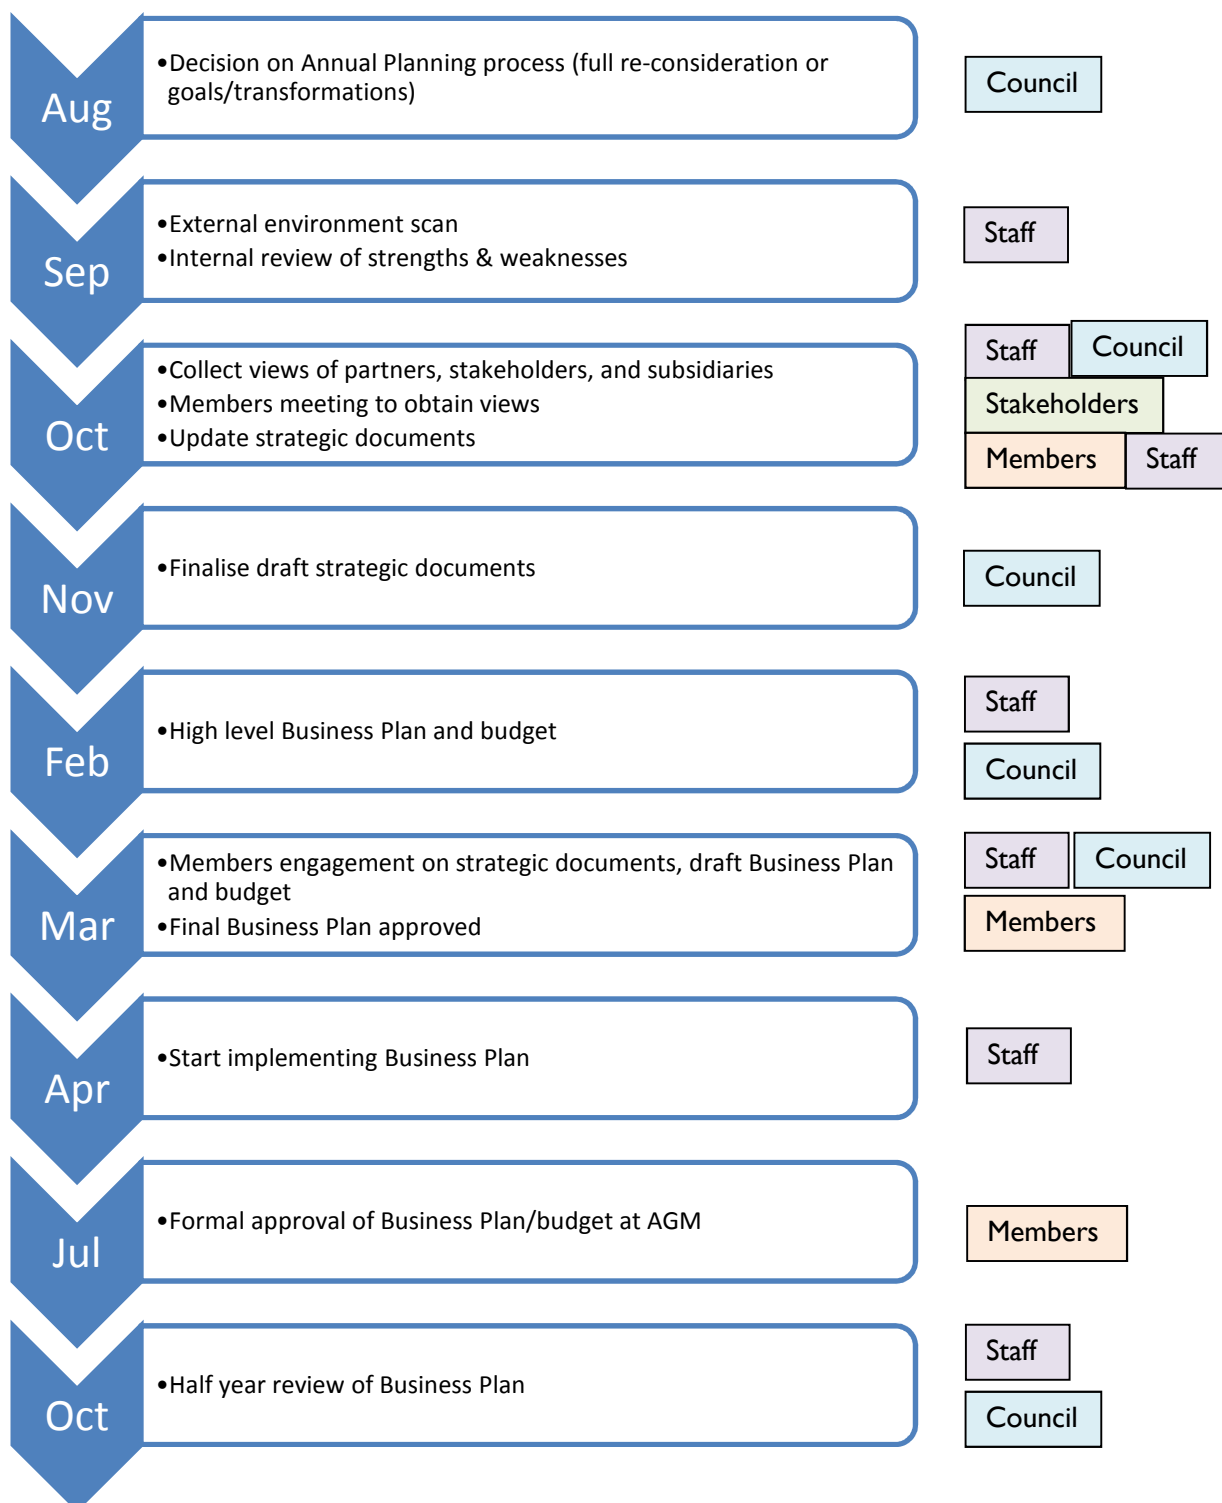 Aug
•Decision on Annual Planning process (full re-consideration or
goals/transformations)
Council
Sep
•External environment scan
•Internal review of strengths & weaknesses
Staff
Oct
•Collect views of partners, stakeholders, and subsidiaries
•Members meeting to obtain views
•Update strategic documents
Staff Council
Stakeholders
Members Staff
Nov
•Finalise draft strategic documents
Council
Feb
•High level Business Plan and budget
Staff
Council
Mar
•Members engagement on strategic documents, draft Business Plan
and budget
•Final Business Plan approved
Staff Council
Members
Apr
•Start implementing Business Plan
Staff
Jul
•Formal approval of Business Plan/budget at AGM
Members
Oct
•Half year review of Business Plan
Staff
Council